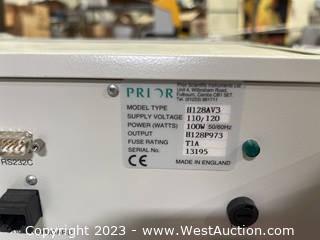 PRIOR
Prior Scientific Instruments Ltd
Unit 4, Wilbraham Road,
Fulbourn, Cambs CB1 5ET.
Tel. (01223) 881711
MODEL TYPE H128AV3
SUPPLY VOLTAGE 110/120
POWER (WATTS) 100W 50/60Hz
OUTPUT H128P973
FUSE RATING T1A
SERIAL No. 13195
CE MADE IN ENGLAND
RS232C
Copyright © 2023 - www.bidspotter.com